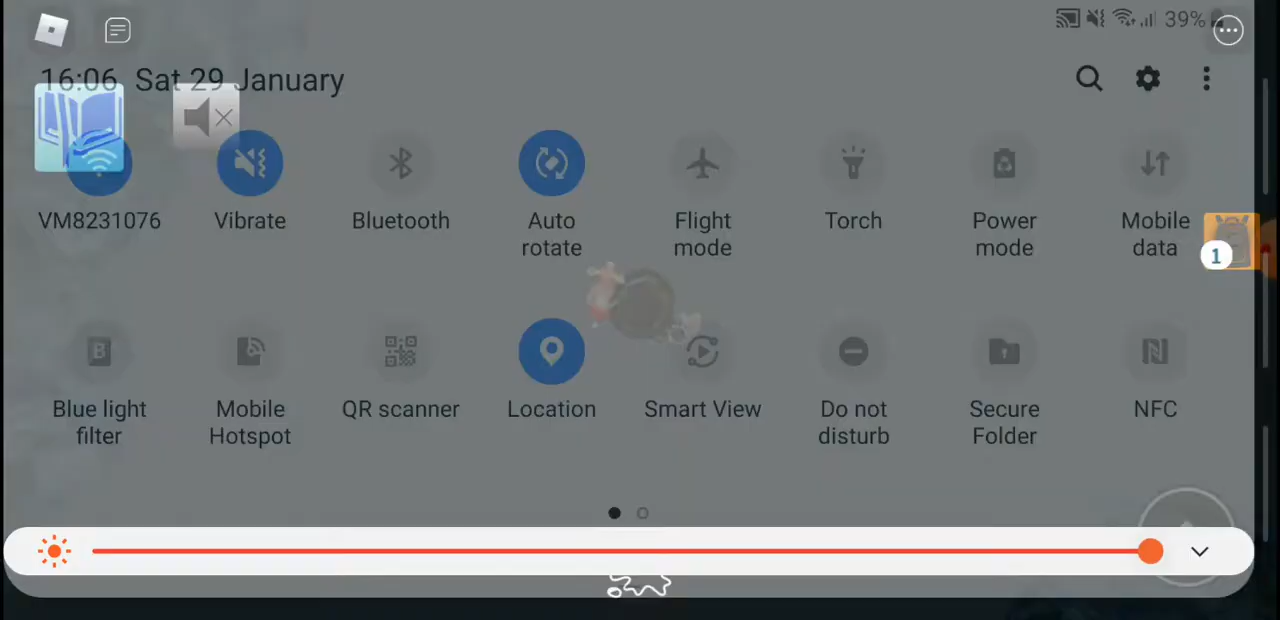 39%
16:06 Sat 29 January
VM8231076 Vibrate Bluetooth Auto rotate Flight mode Torch Power mode Mobile data
1
Blue light filter Mobile Hotspot QR scanner Location Smart View Do not disturb Secure Folder NFC